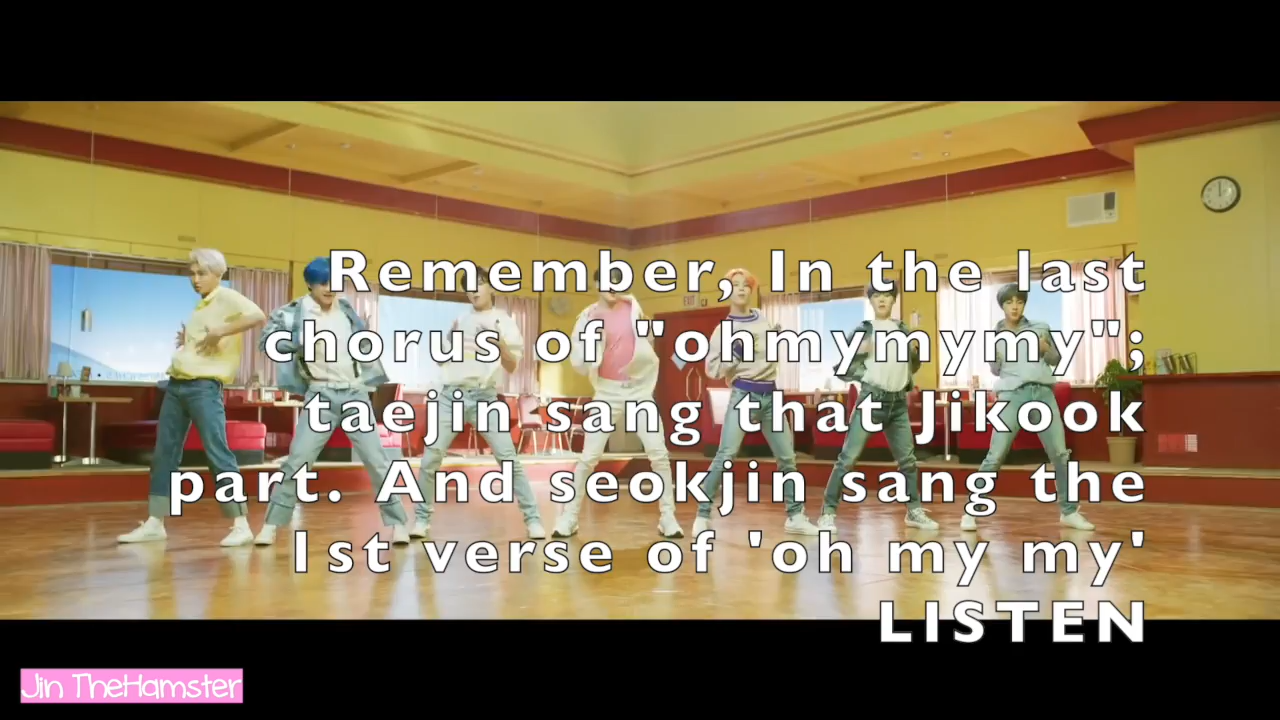 Remember, In the last
chorus of "ohmymymy";
taejin sang that Jikook
part. And seokjin sang the
1st verse of 'oh my my'
LISTEN
EXIT
Jin TheHamster